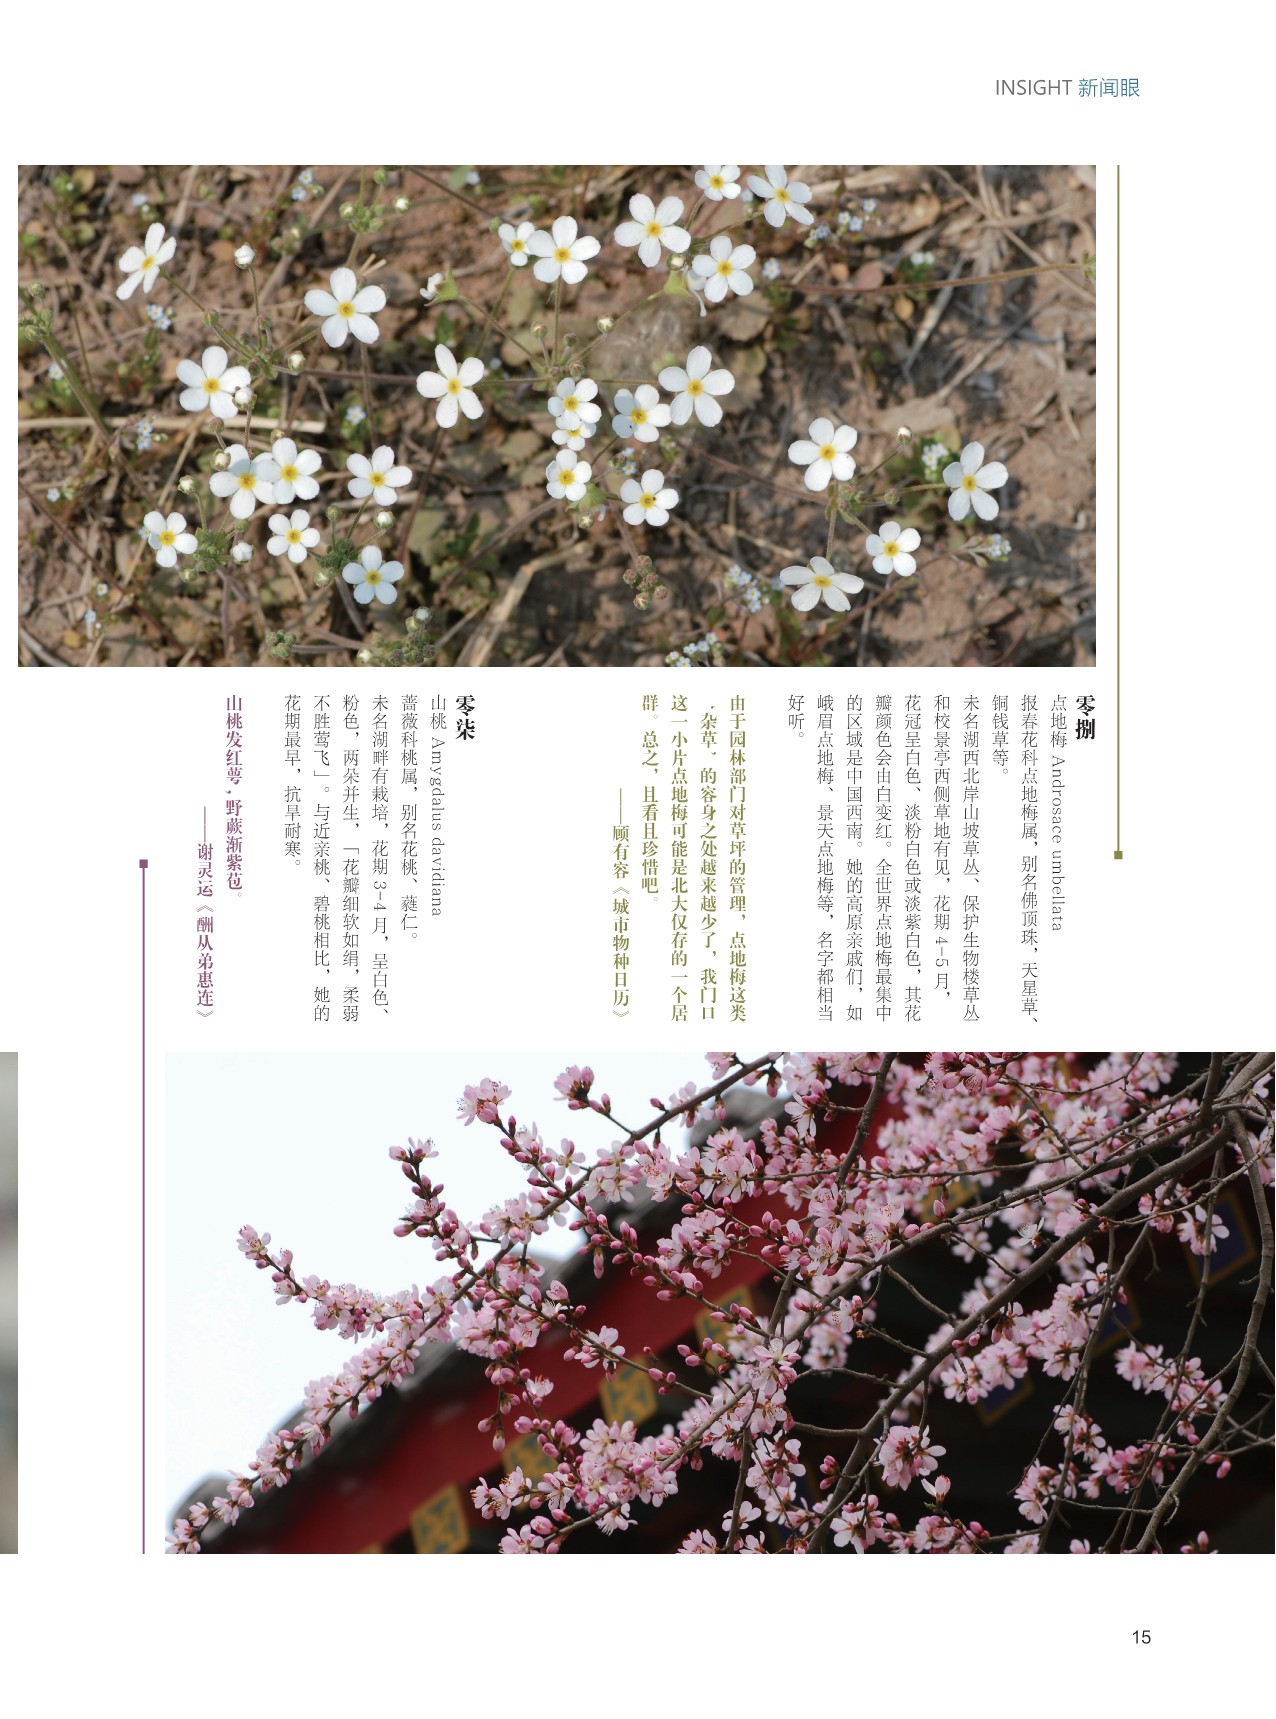 INSIGHT 新闻眼
零捌
点地梅 Androsace umbellata
报春花科点地梅属，别名佛顶珠，天星草、
铜钱草等。
未名湖西北岸山坡草丛、保护生物楼草丛
和校景亭西侧草地有见，花期 4–5 月，
花冠呈白色、淡粉白色或淡紫白色，其花
瓣颜色会由白变红。全世界点地梅最集中
的区域是中国西南。她的高原亲戚们，如
峨眉点地梅、景天点地梅等，名字都相当
好听。
由于园林部门对草坪的管理，点地梅这类
‘杂草’的容身之处越来越少了，我门口
这一小片点地梅可能是北大仅存的一个居
群。总之，且看且珍惜吧。
——顾有容《城市物种日历》
零柒
山桃 Amygdalus davidiana
蔷薇科桃属，别名花桃、蕤仁。
未名湖畔有栽培，花期 3–4 月，呈白色、
粉色，两朵并生，「花瓣细软如绢，柔弱
不胜莺飞」。与近亲桃、碧桃相比，她的
花期最早，抗旱耐寒。
山桃发红萼，野蕨渐紫苞。
——谢灵运《酬从弟惠连》
15